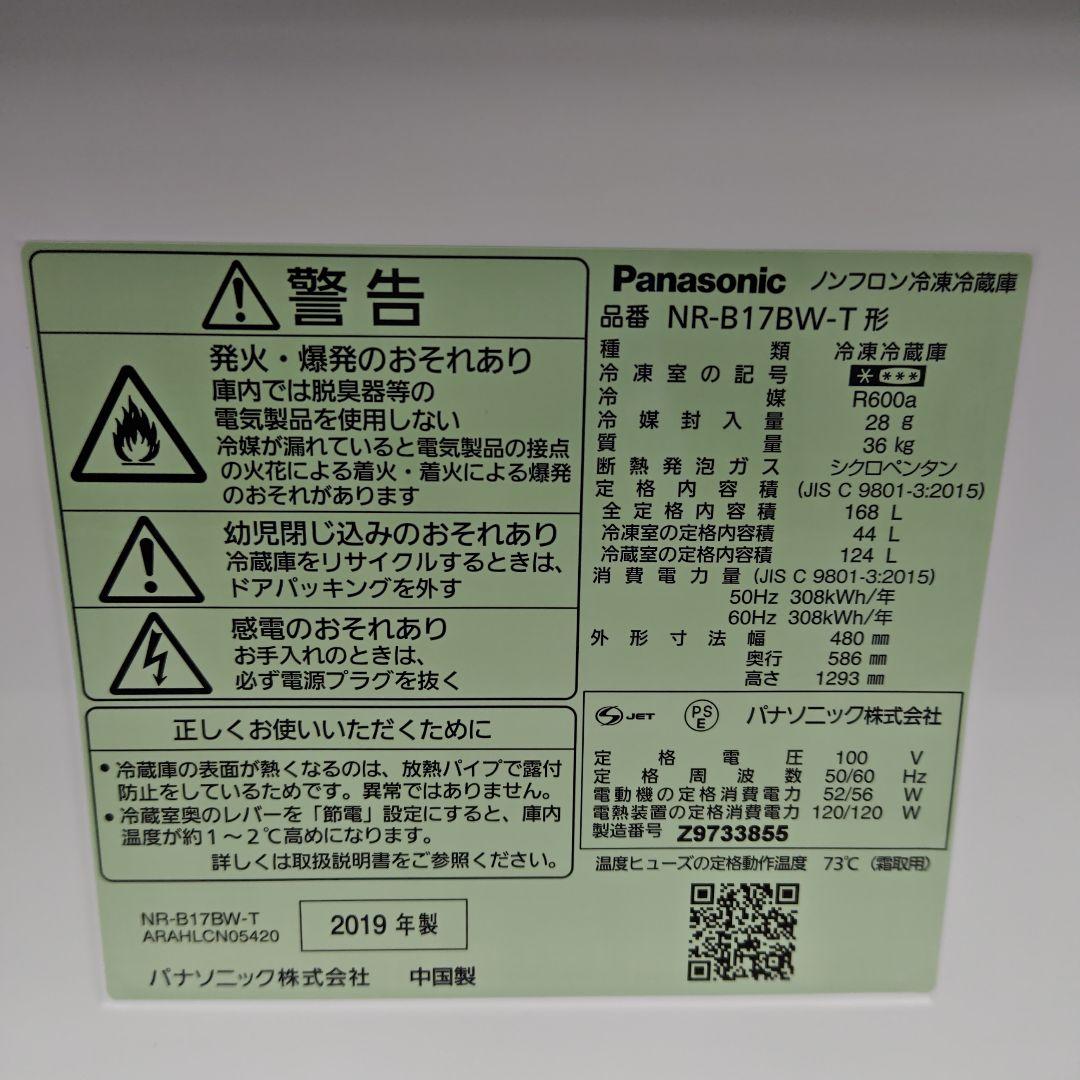 警告
発火・爆発のおそれあり
庫内では脱臭器等の
電気製品を使用しない
冷媒が漏れていると電気製品の接点
の火花による着火・着火による爆発
のおそれがあります
幼児閉じ込みのおそれあり
冷蔵庫をリサイクルするときは、
ドアパッキングを外す
感電のおそれあり
お手入れのときは、
必ず電源プラグを抜く
正しくお使いいただくために
•冷蔵庫の表面が熱くなるのは、放熱パイプで露付
防止をしているためです。異常ではありません。
•冷蔵室奥のレバーを「節電」設定にすると、庫内
温度が約1～2℃高めになります。
詳しくは取扱説明書をご参照ください。
NR-B17BW-T
ARAHLCN05420
2019 年製
パナソニック株式会社 中国製
Panasonic ノンフロン冷凍冷蔵庫
品番 NR-B17BW-T 形
種類 冷凍冷蔵庫
冷凍室の記号 * ***
冷媒 R600a
冷媒封入量 28 g
質量 36 kg
断熱発泡ガス シクロペンタン
定格内容積 (JIS C 9801-3:2015)
全定格内容積 168 L
冷凍室の定格内容積 44 L
冷蔵室の定格内容積 124 L
消費電力量 (JIS C 9801-3:2015)
50Hz 308kWh/年
60Hz 308kWh/年
外形寸法 幅 480 mm
奥行 586 mm
高さ 1293 mm
S JET PS E パナソニック株式会社
定格電圧 100 V
定格周波数 50/60 Hz
電動機の定格消費電力 52/56 W
電熱装置の定格消費電力 120/120 W
製造番号 Z9733855
温度ヒューズの定格動作温度 73℃ (霜取用)